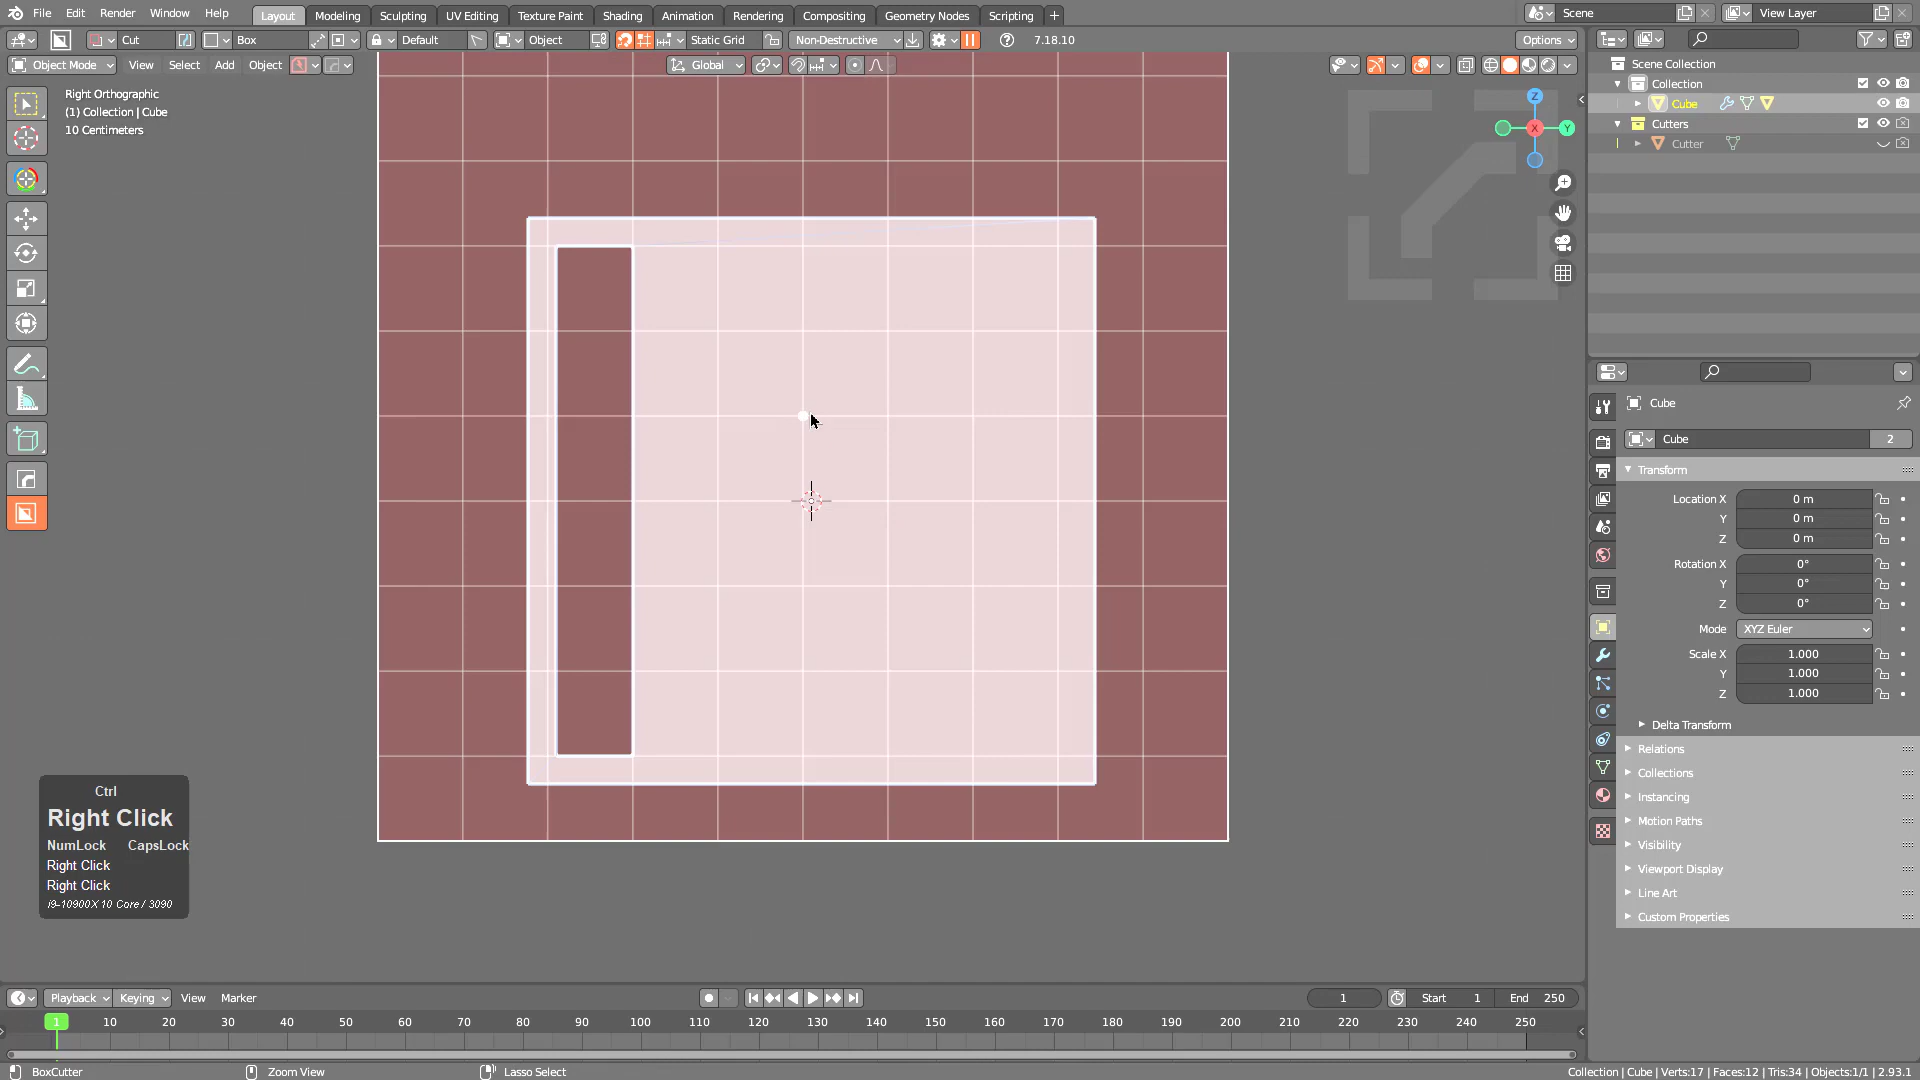 File Edit Render Window Help Layout Modeling Sculpting UV Editing Texture Paint Shading Animation Rendering Compositing Geometry Nodes Scripting + Scene View Layer
Cut Box Default Object Static Grid Non-Destructive 7.18.10 Options
Object Mode View Select Add Object Global
Right Orthographic
(1) Collection | Cube
10 Centimeters
Z
X
Y
Scene Collection
Collection
Cube
Cutters
Cutter
Cube
Cube 2
Transform
Location X 0 m
Y 0 m
Z 0 m
Rotation X 0°
Y 0°
Z 0°
Mode XYZ Euler
Scale X 1.000
Y 1.000
Z 1.000
Delta Transform
Relations
Collections
Instancing
Motion Paths
Visibility
Viewport Display
Line Art
Custom Properties
Ctrl
Right Click
NumLock CapsLock
Right Click
Right Click
i9-10900X 10 Core / 3090
Playback Keying View Marker 1 Start 1 End 250
1 10 20 30 40 50 60 70 80 90 100 110 120 130 140 150 160 170 180 190 200 210 220 230 240 250
BoxCutter Zoom View Lasso Select Collection | Cube | Verts:17 | Faces:12 | Tris:34 | Objects:1/1 | 2.93.1